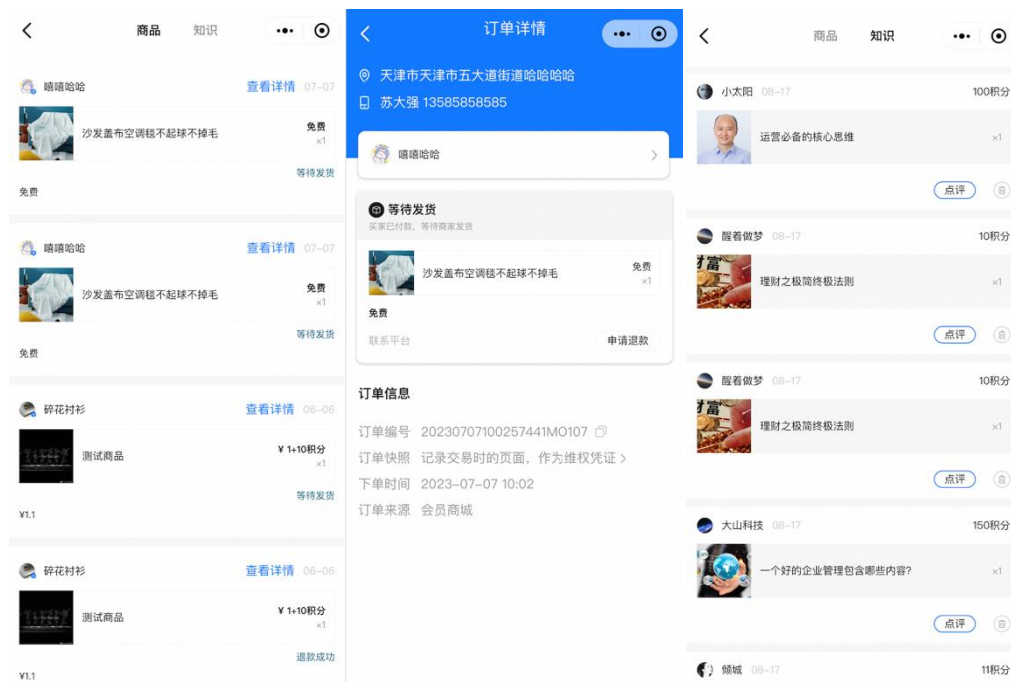 商品 知识
嘻嘻哈哈 查看详情 07-07
沙发盖布空调毯不起球不掉毛 免费
×1
等待发货
免费
嘻嘻哈哈 查看详情 07-07
沙发盖布空调毯不起球不掉毛 免费
×1
等待发货
免费
碎花衬衫 查看详情 06-06
测试商品 ¥ 1+10积分
×1
等待发货
¥1.1
碎花衬衫 查看详情 06-06
测试商品 ¥ 1+10积分
×1
退款成功
¥1.1
订单详情
天津市天津市五大道街道哈哈哈哈
苏大强 13585858585
嘻嘻哈哈
等待发货
买家已付款，等待商家发货
沙发盖布空调毯不起球不掉毛 免费
×1
免费
联系平台 申请退款
订单信息
订单编号 20230707100257441MO107
订单快照 记录交易时的页面，作为维权凭证
下单时间 2023-07-07 10:02
订单来源 会员商城
商品 知识
小太阳 08-17 100积分
运营必备的核心思维 ×1
点评
醒着做梦 08-17 10积分
理财之极简终极法则 ×1
点评
醒着做梦 08-17 10积分
理财之极简终极法则 ×1
点评
大山科技 08-17 150积分
一个好的企业管理包含哪些内容? ×1
点评
倾城 08-17 11积分